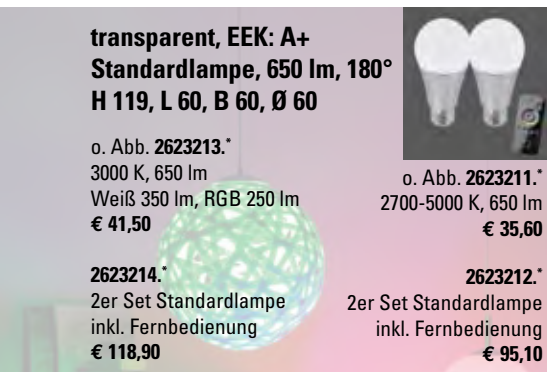 transparent, EEK: A+
Standardlampe, 650 lm, 180°
H 119, L 60, B 60, Ø 60
o. Abb. 2623213.*
3000 K, 650 lm
Weiß 350 lm, RGB 250 lm
€ 41,50
2623214.*
2er Set Standardlampe
inkl. Fernbedienung
€ 118,90
o. Abb. 2623211.*
2700-5000 K, 650 lm
€ 35,60
2623212.*
2er Set Standardlampe
inkl. Fernbedienung
€ 95,10